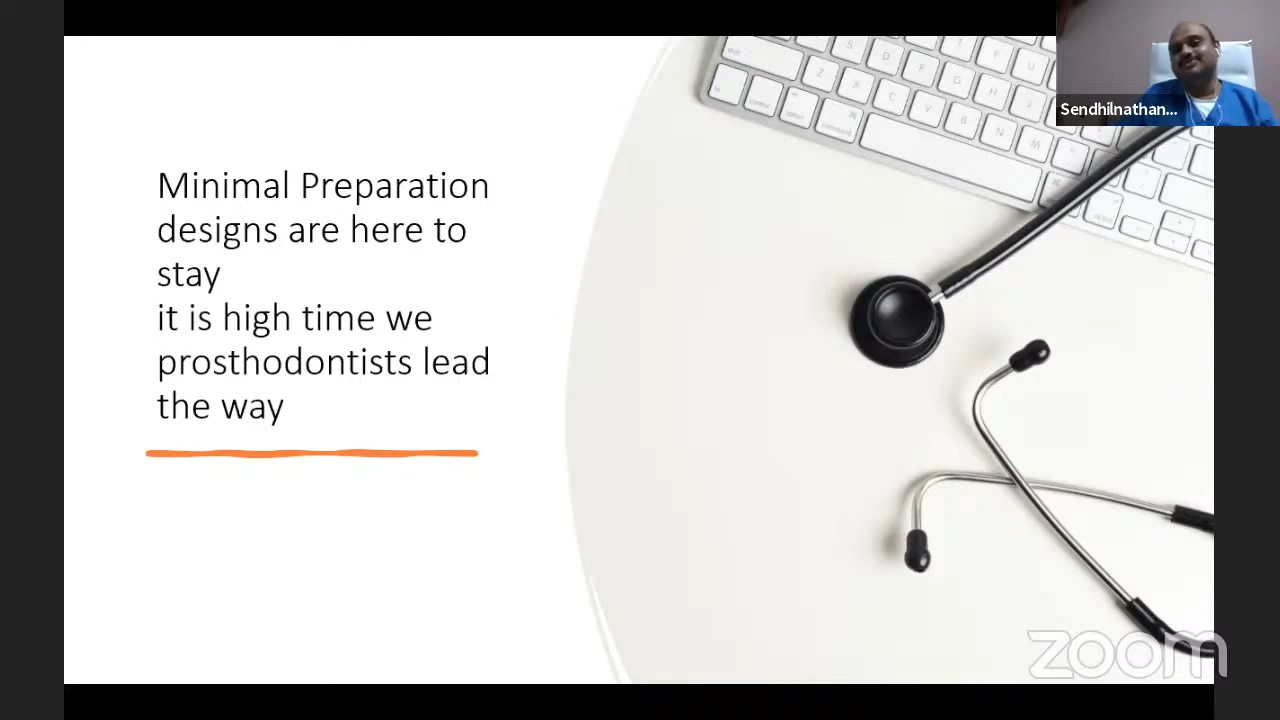 Minimal Preparation
designs are here to
stay
it is high time we
prosthodontists lead
the way
Sendhilnathan...
zoom